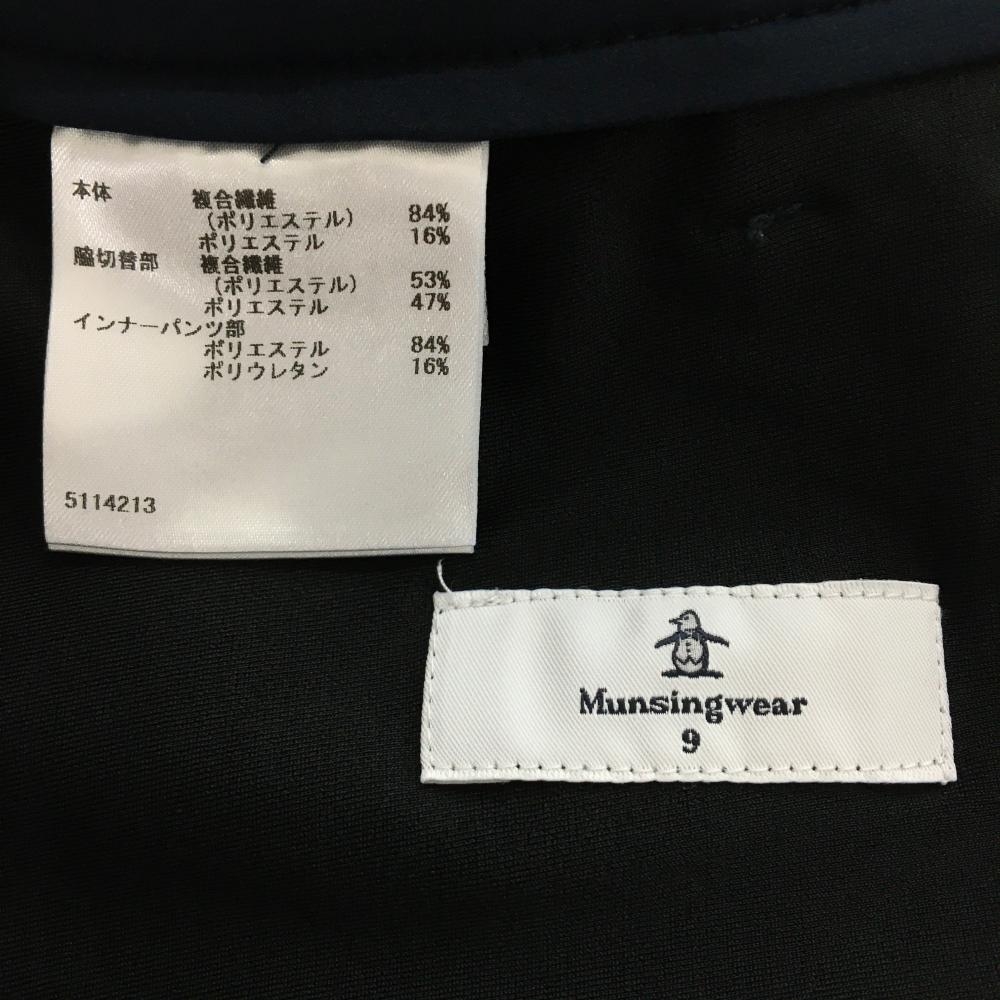 本体 複合繊維
(ポリエステル) 84%
ポリエステル 16%
脇切替部 複合繊維
(ポリエステル) 53%
ポリエステル 47%
インナーパンツ部
ポリエステル 84%
ポリウレタン 16%
5114213
Munsingwear
9